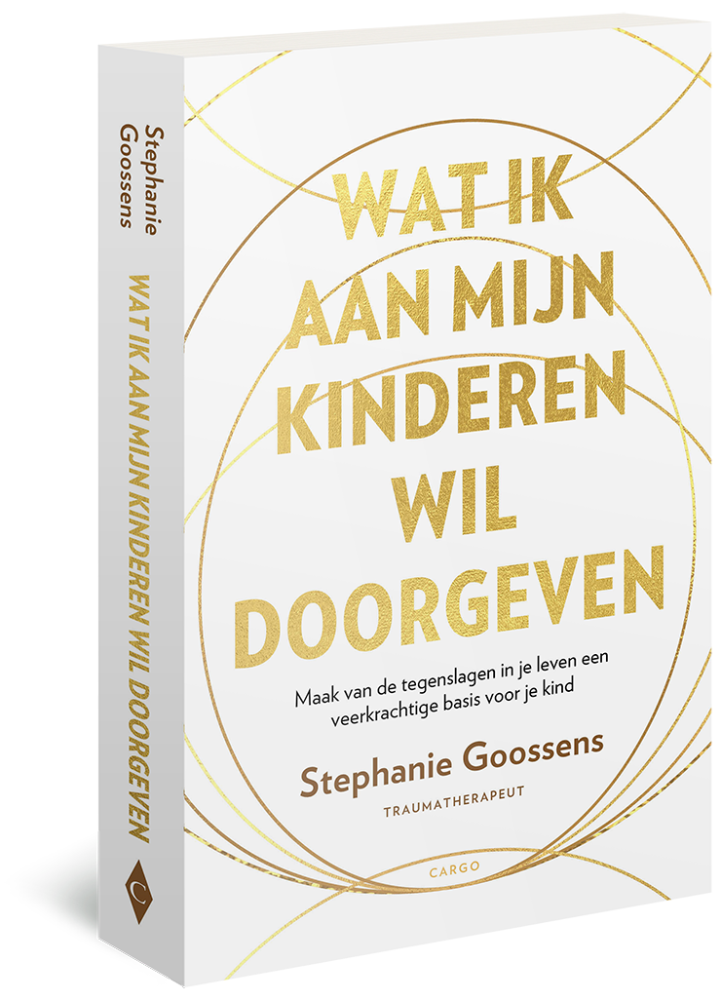 Stephanie
Goossens
WAT IK AAN MIJN KINDEREN WIL DOORGEVEN
C
WAT IK
AAN MIJN
KINDEREN
WIL
DOORGEVEN
Maak van de tegenslagen in je leven een
veerkrachtige basis voor je kind
Stephanie Goossens
TRAUMATHERAPEUT
CARGO